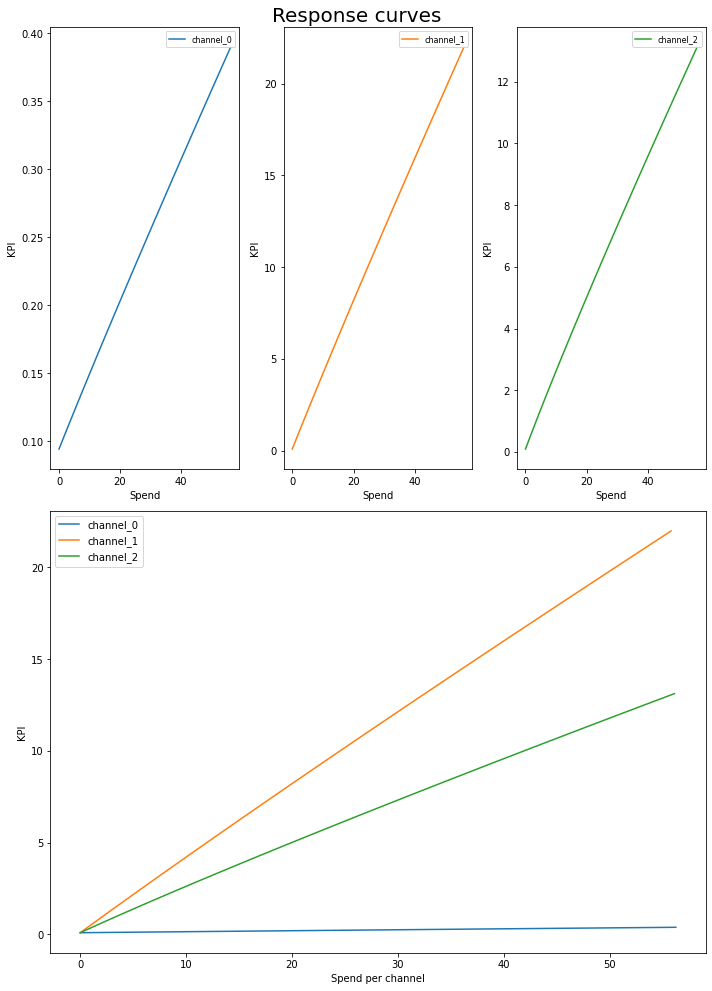 Response curves
channel_0
0.40
0.35
0.30
0.25
0.20
0.15
0.10
KPI
0 20 40
Spend
channel_1
20
15
10
5
0
KPI
0 20 40
Spend
channel_2
12
10
8
6
4
2
0
KPI
0 20 40
Spend
channel_0
channel_1
channel_2
20
15
10
5
0
KPI
0 10 20 30 40 50
Spend per channel